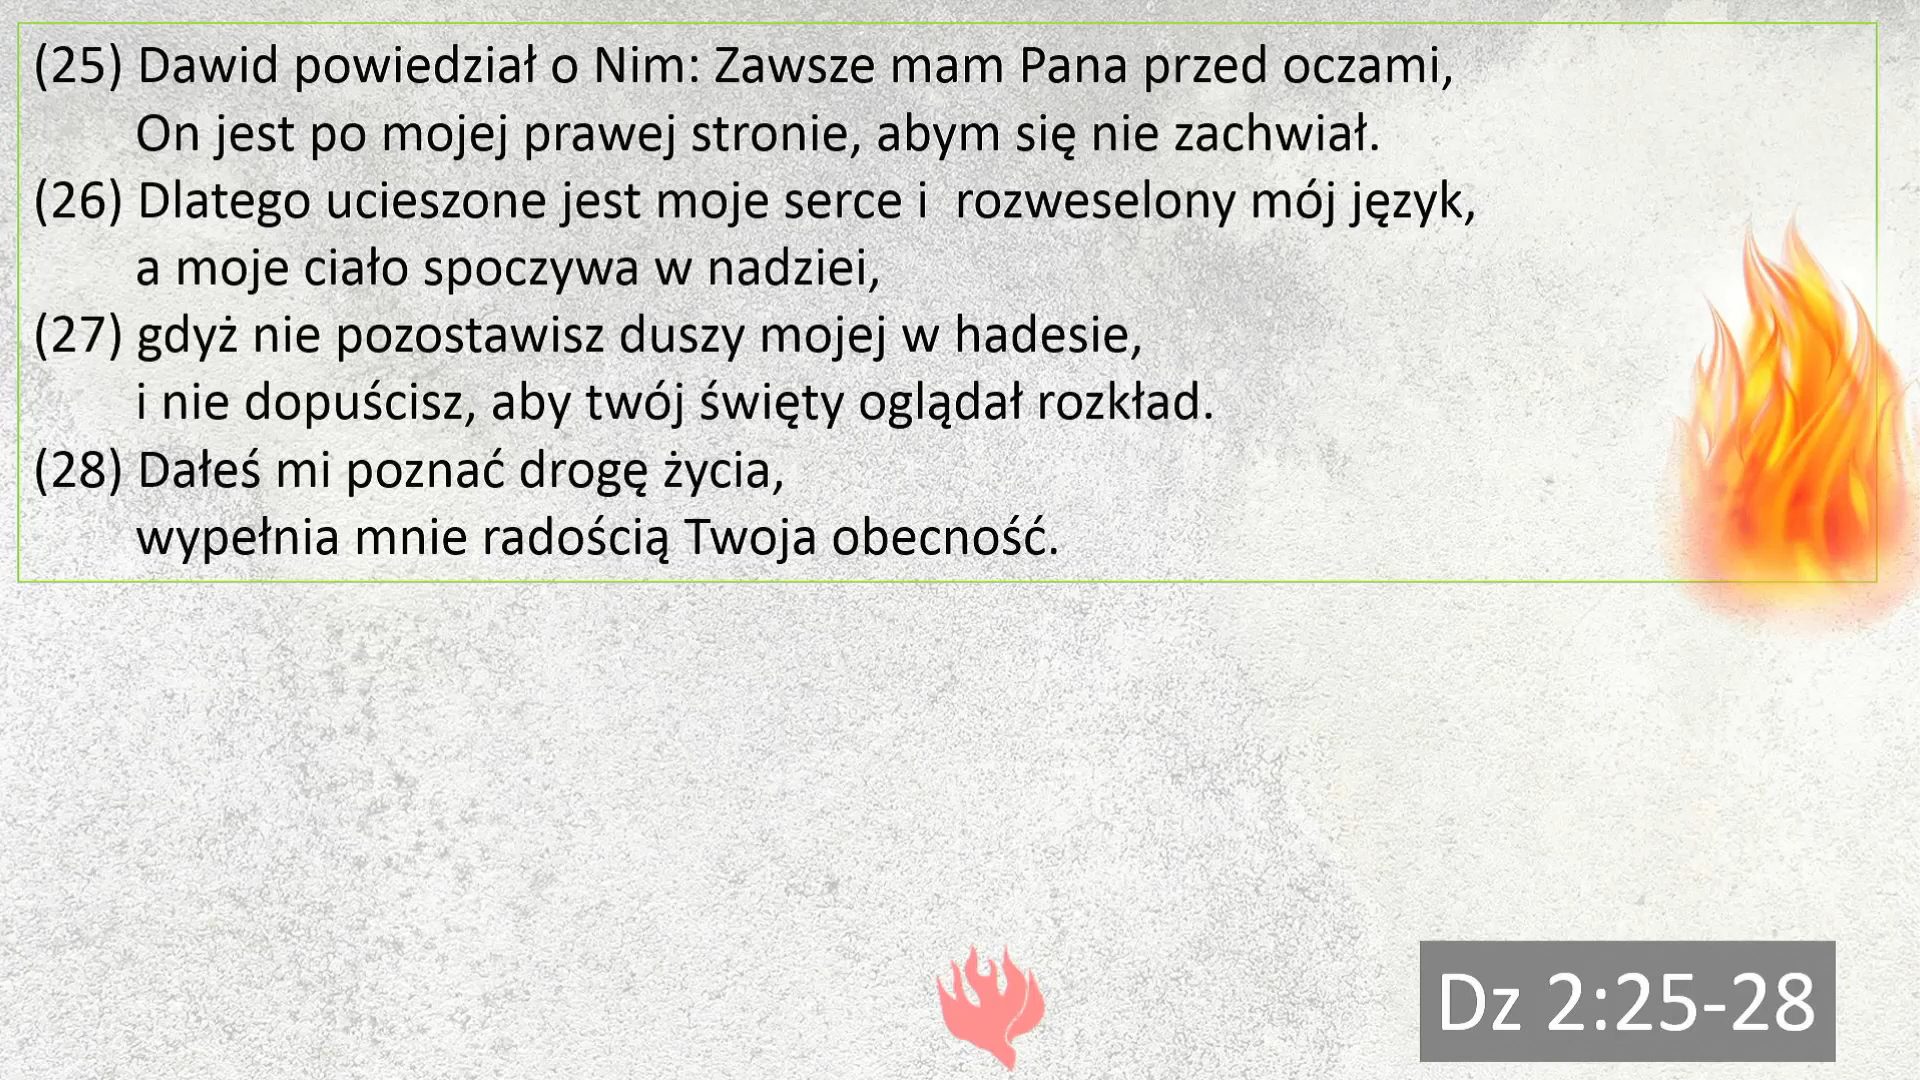 (25) Dawid powiedział o Nim: Zawsze mam Pana przed oczami,
On jest po mojej prawej stronie, abym się nie zachwiał.
(26) Dlatego ucieszone jest moje serce i  rozweselony mój język,
a moje ciało spoczywa w nadziei,
(27) gdyż nie pozostawisz duszy mojej w hadesie,
i nie dopuścisz, aby twój święty oglądał rozkład.
(28) Dałeś mi poznać drogę życia,
wypełnia mnie radością Twoja obecność.
Dz 2:25-28